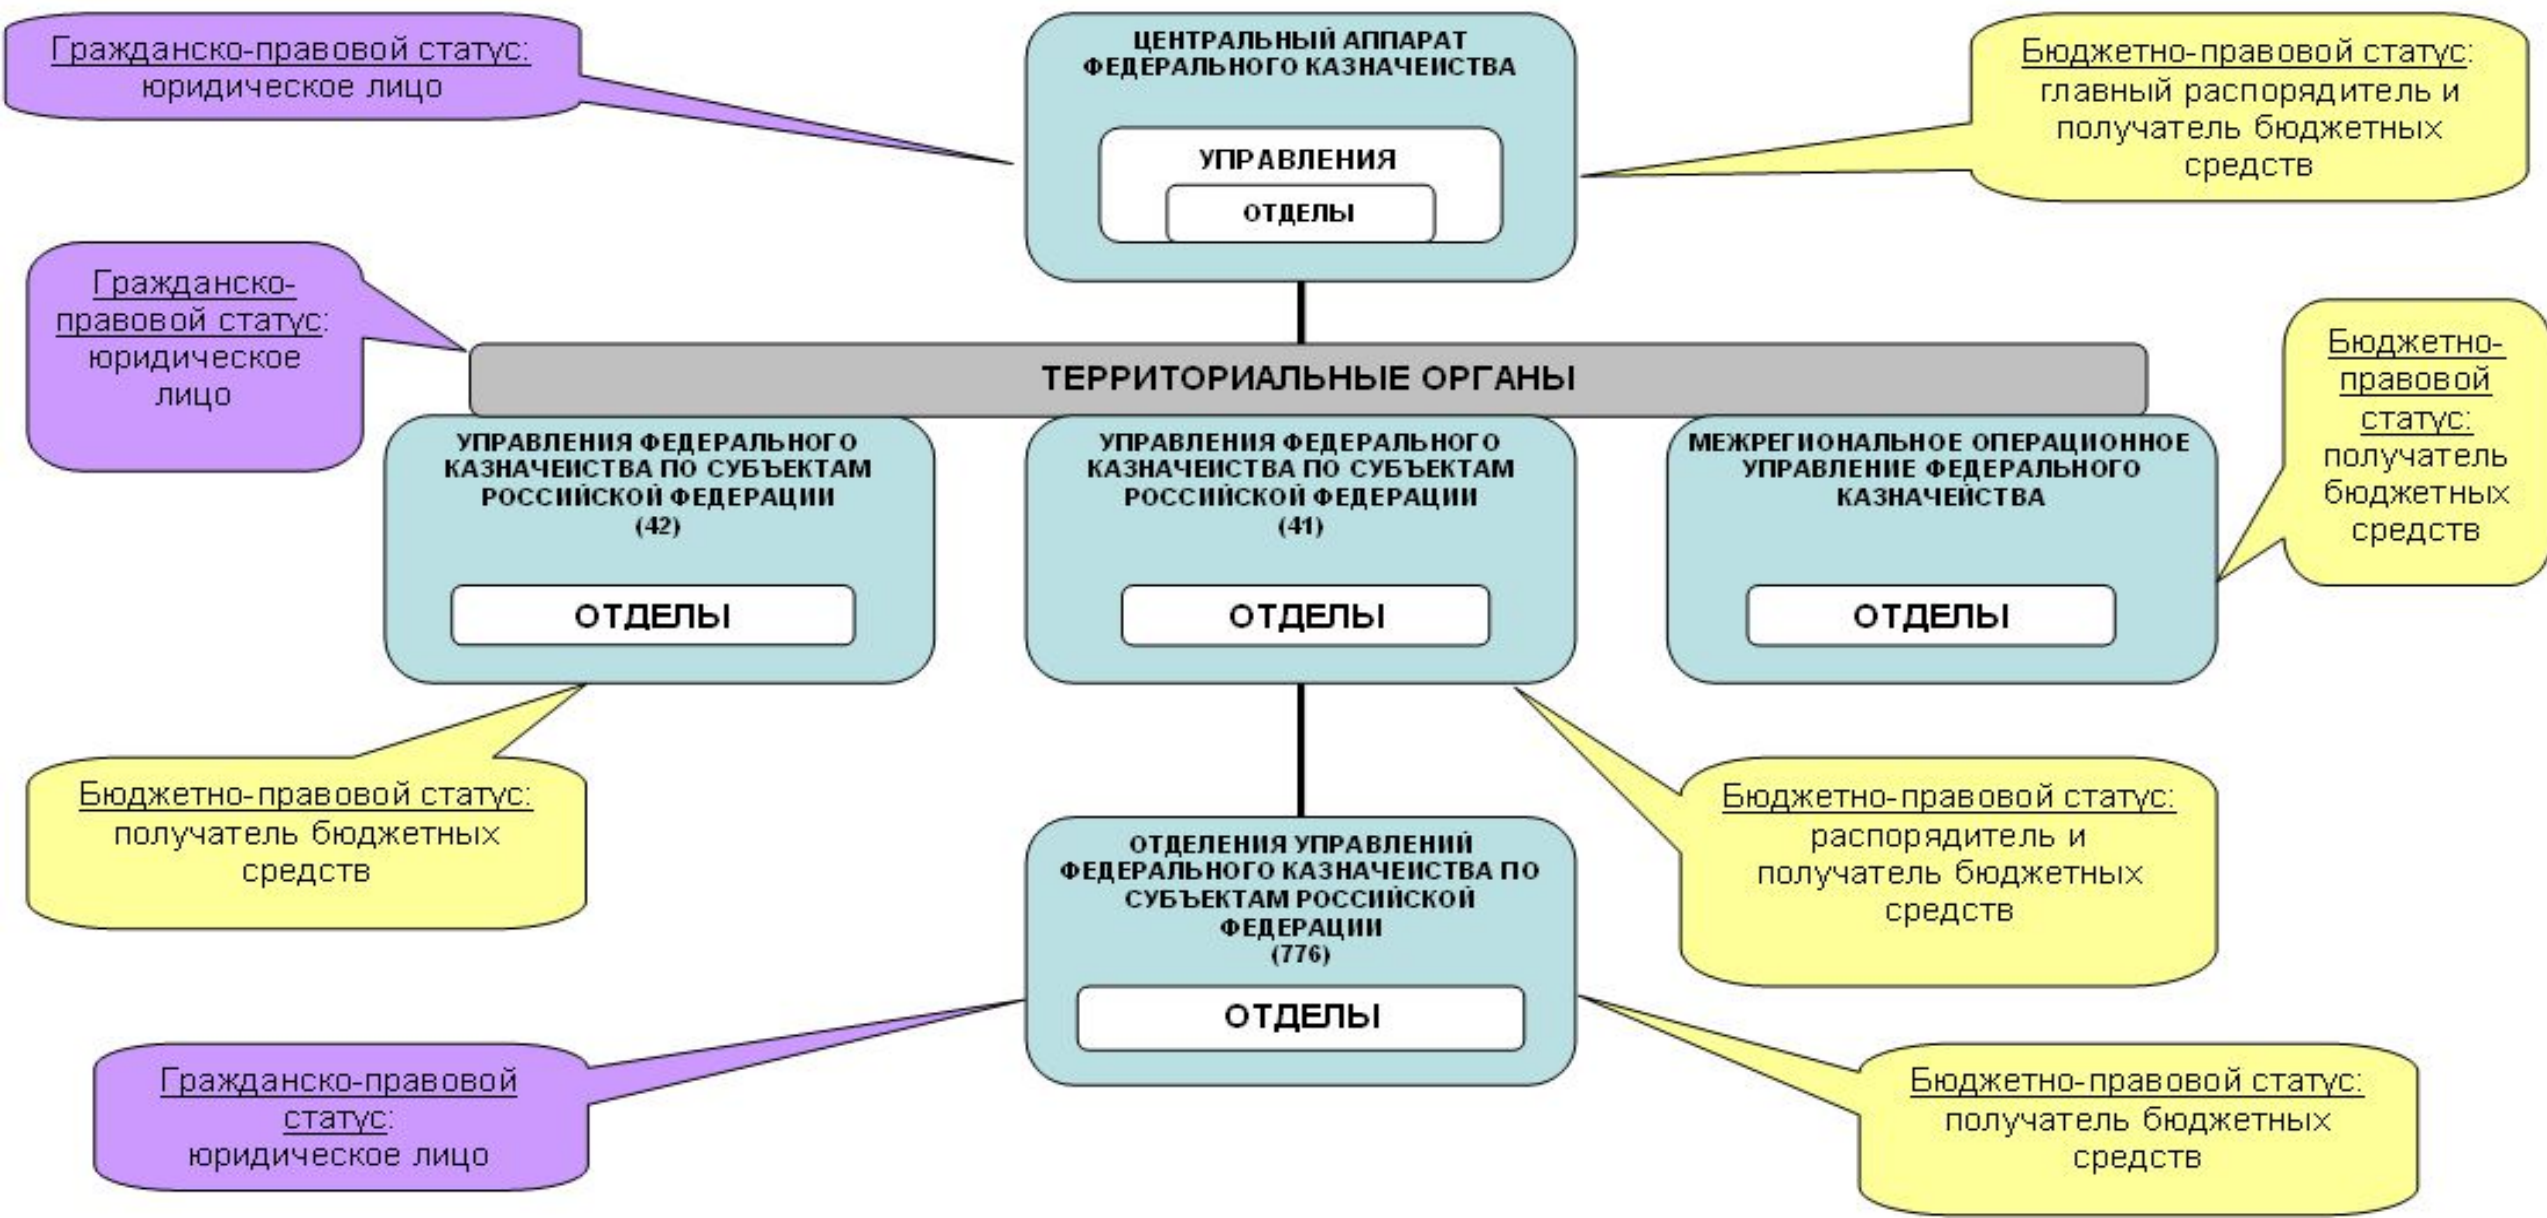 Гражданско-правовой статус:
юридическое лицо
ЦЕНТРАЛЬНЫЙ АППАРАТ
ФЕДЕРАЛЬНОГО КАЗНАЧЕЙСТВА
УПРАВЛЕНИЯ
ОТДЕЛЫ
Бюджетно-правовой статус:
главный распорядитель и
получатель бюджетных
средств
Гражданско-
правовой статус:
юридическое
лицо
ТЕРРИТОРИАЛЬНЫЕ ОРГАНЫ
Бюджетно-
правовой
статус:
получатель
бюджетных
средств
УПРАВЛЕНИЯ ФЕДЕРАЛЬНОГО
КАЗНАЧЕЙСТВА ПО СУБЪЕКТАМ
РОССИЙСКОЙ ФЕДЕРАЦИИ
(42)
ОТДЕЛЫ
УПРАВЛЕНИЯ ФЕДЕРАЛЬНОГО
КАЗНАЧЕЙСТВА ПО СУБЪЕКТАМ
РОССИЙСКОЙ ФЕДЕРАЦИИ
(41)
ОТДЕЛЫ
МЕЖРЕГИОНАЛЬНОЕ ОПЕРАЦИОННОЕ
УПРАВЛЕНИЕ ФЕДЕРАЛЬНОГО
КАЗНАЧЕЙСТВА
ОТДЕЛЫ
Бюджетно-правовой статус:
получатель бюджетных
средств
Бюджетно-правовой статус:
распорядитель и
получатель бюджетных
средств
ОТДЕЛЕНИЯ УПРАВЛЕНИЙ
ФЕДЕРАЛЬНОГО КАЗНАЧЕЙСТВА ПО
СУБЪЕКТАМ РОССИЙСКОЙ
ФЕДЕРАЦИИ
(776)
ОТДЕЛЫ
Гражданско-правовой
статус:
юридическое лицо
Бюджетно-правовой статус:
получатель бюджетных
средств